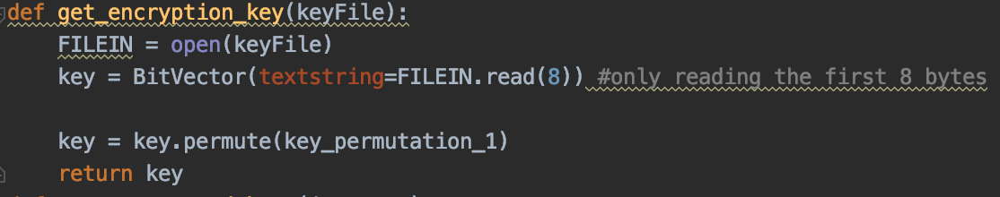 def get_encryption_key(keyFile):
    FILEIN = open(keyFile)
    key = BitVector(textstring=FILEIN.read(8)) #only reading the first 8 bytes

    key = key.permute(key_permutation_1)
    return key